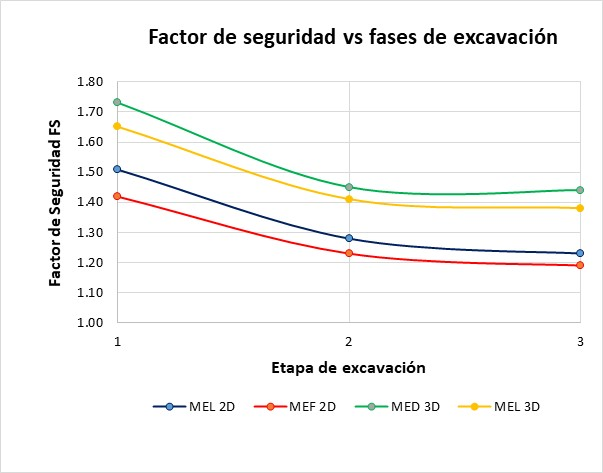 Factor de seguridad vs fases de excavación
1.80
1.70
1.60
1.50
1.40
1.30
1.20
1.10
1.00
Factor de Seguridad FS
1 2 3
Etapa de excavación
MEL 2D MEF 2D MED 3D MEL 3D